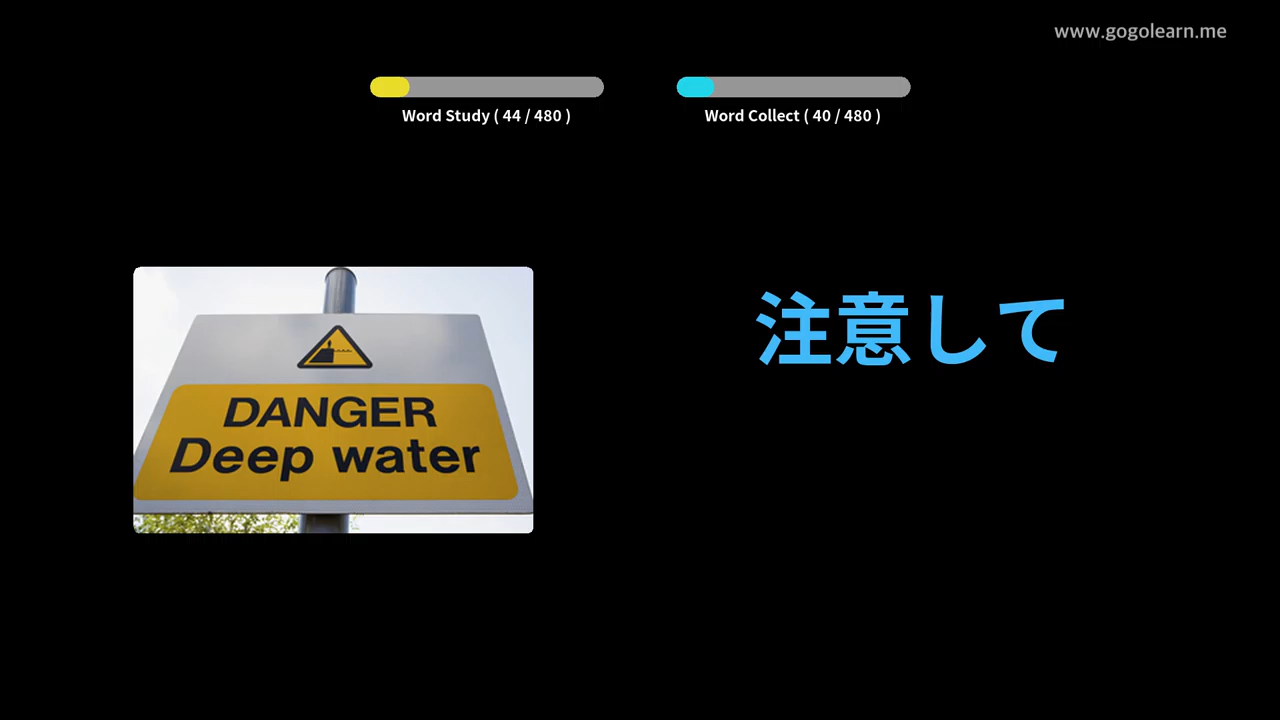 www.gogolearn.me
Word Study ( 44 / 480 )
Word Collect ( 40 / 480 )
DANGER
Deep water
注意して